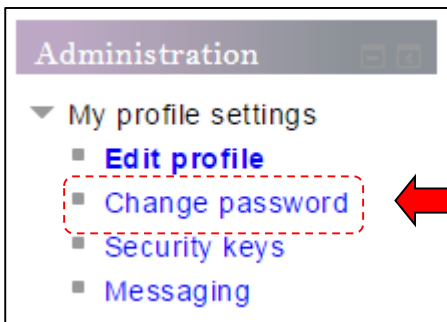 Administration
My profile settings
Edit profile
Change password
Security keys
Messaging